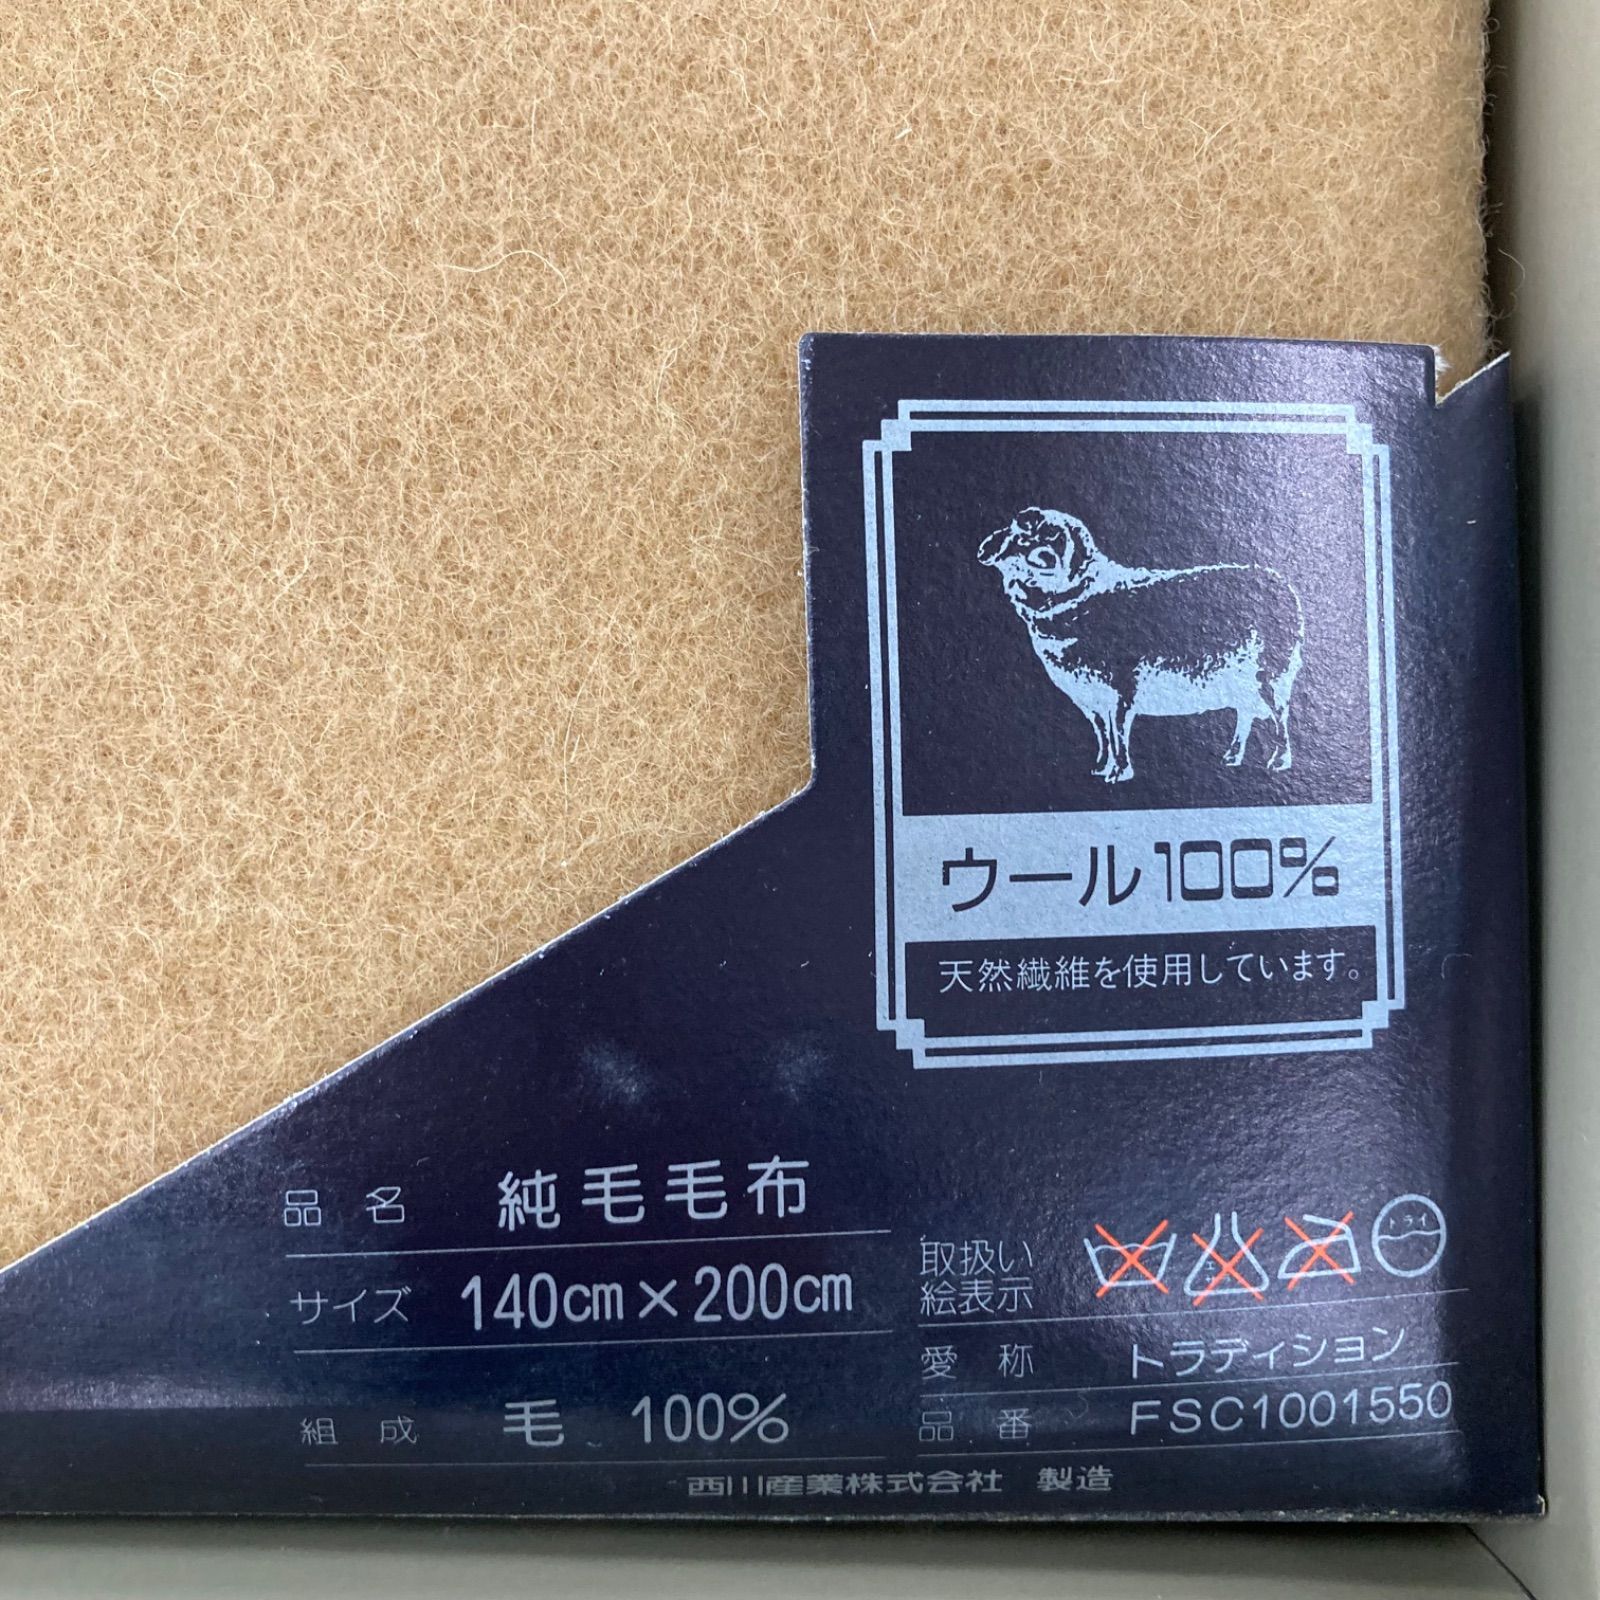 ウール100%
天然繊維を使用しています。
品名 純毛毛布
サイズ 140cm×200cm
組成 毛 100%
取扱い
絵表示
ドライ
愛称 トラディション
品番 FSC1001550
西川産業株式会社 製造